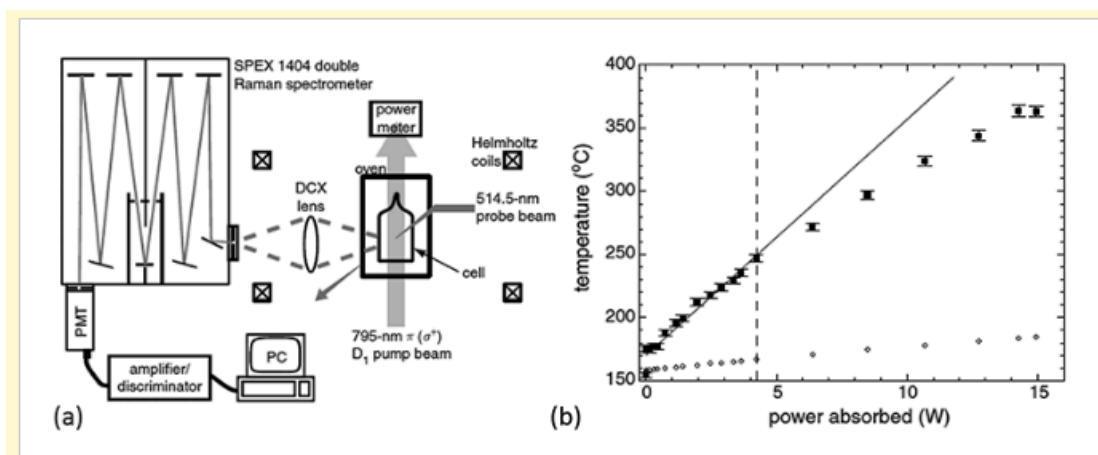 SPEX 1404 double
Raman spectrometer
power
meter
Helmholtz
coils
oven
DCX
lens
514.5-nm
probe beam
cell
PMT
795-nm π (σ⁺)
D₁ pump beam
PC
amplifier/
discriminator
(a)
400
350
300
250
200
150
temperature (°C)
0
5
10
15
power absorbed (W)
(b)